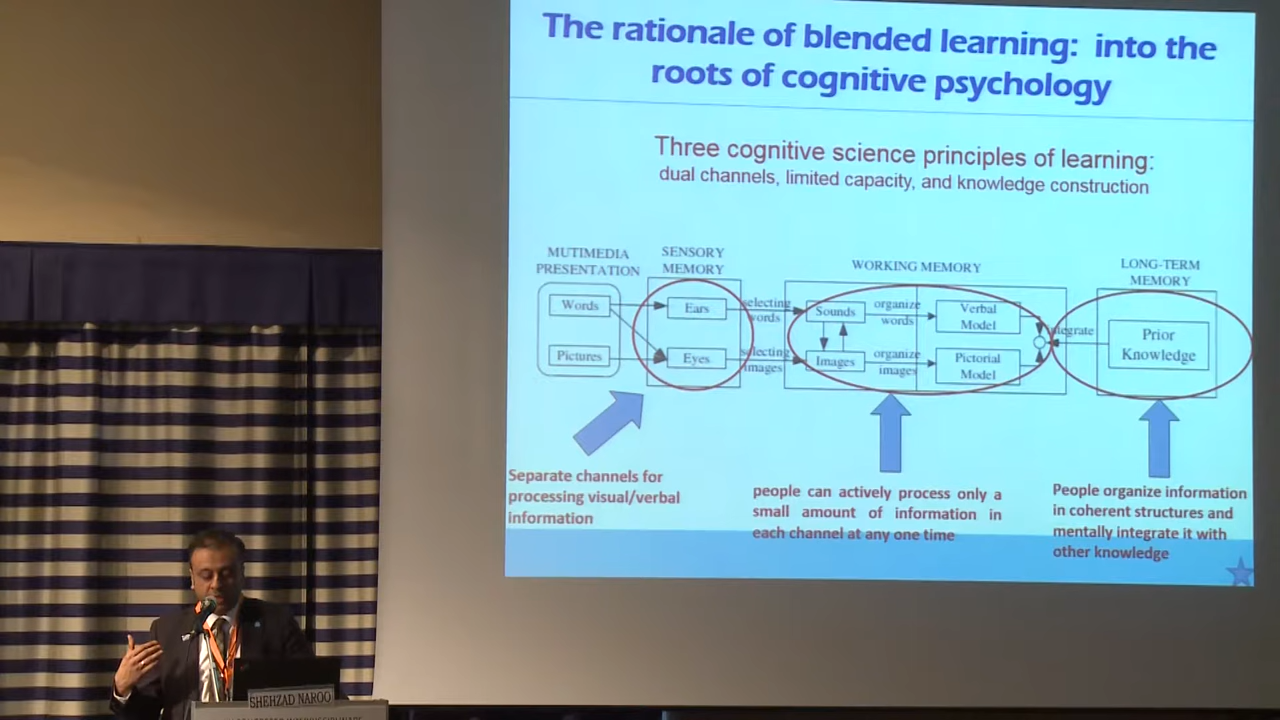 The rationale of blended learning: into the
roots of cognitive psychology
Three cognitive science principles of learning:
dual channels, limited capacity, and knowledge construction
MUTIMEDIA
PRESENTATION
SENSORY
MEMORY
WORKING MEMORY
LONG-TERM
MEMORY
Words
Pictures
Ears
Eyes
selecting
words
selecting
images
Sounds
Images
organize
words
organize
images
Verbal
Model
Pictorial
Model
integrate
Prior
Knowledge
Separate channels for
processing visual/verbal
information
people can actively process only a
small amount of information in
each channel at any one time
People organize information
in coherent structures and
mentally integrate it with
other knowledge
SHEHZAD NAROO